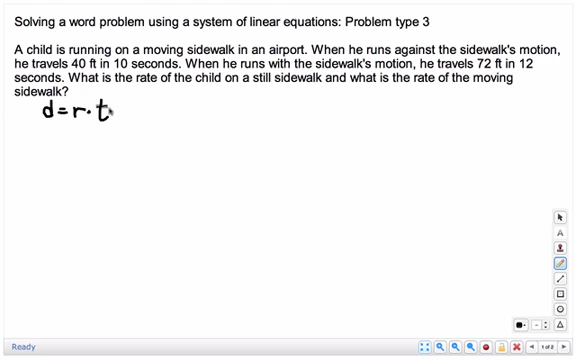 Solving a word problem using a system of linear equations: Problem type 3
A child is running on a moving sidewalk in an airport. When he runs against the sidewalk's motion,
he travels 40 ft in 10 seconds. When he runs with the sidewalk's motion, he travels 72 ft in 12
seconds. What is the rate of the child on a still sidewalk and what is the rate of the moving
sidewalk?
d=r·t
A
Ready
1 of 2